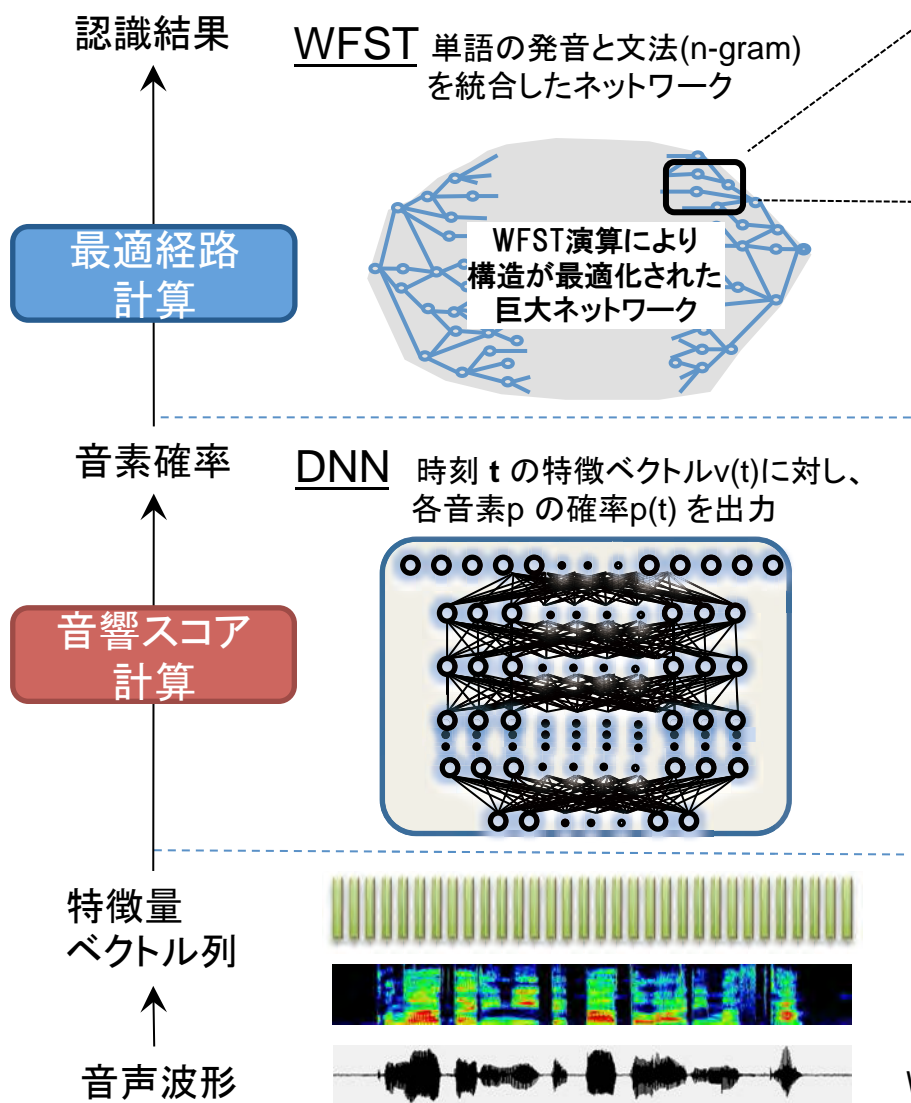 認識結果
WFST 単語の発音と文法(n-gram)
を統合したネットワーク
最適経路
計算
WFST演算により
構造が最適化された
巨大ネットワーク
音素確率
DNN 時刻 t の特徴ベクトルv(t)に対し、
各音素p の確率p(t) を出力
音響スコア
計算
特徴量
ベクトル列
音声波形